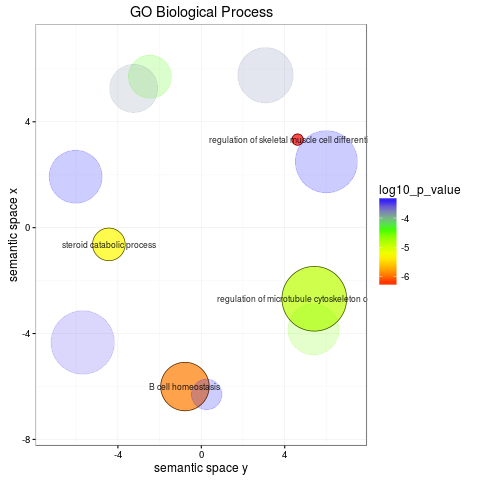 GO Biological Process
regulation of skeletal muscle cell differenti
steroid catabolic process
regulation of microtubule cytoskeleton o
B cell homeostasis
4
0
-4
-8
-4
0
4
semantic space x
semantic space y
log10_p_value
-4
-5
-6